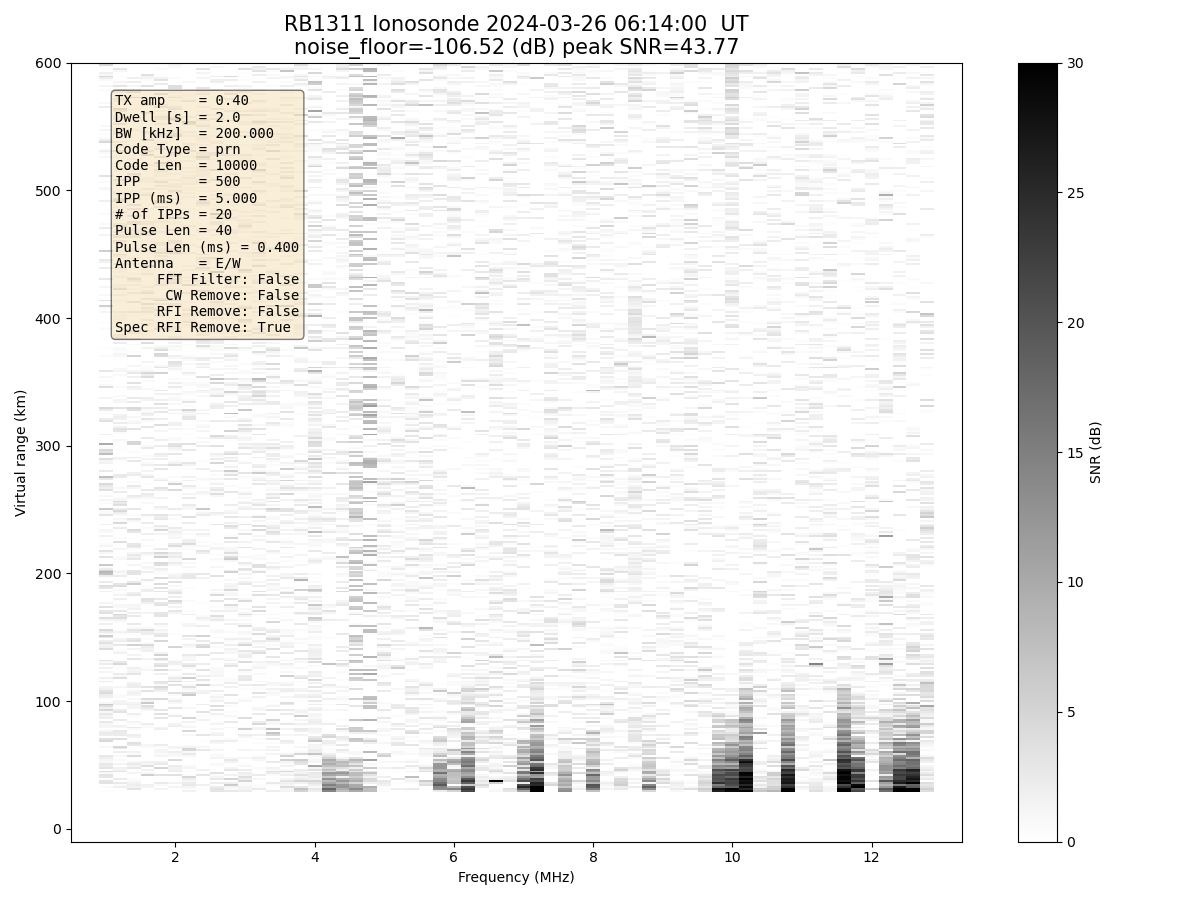 RB1311 Ionosonde 2024-03-26 06:14:00  UT
noise_floor=-106.52 (dB) peak SNR=43.77
TX amp    = 0.40
Dwell [s] = 2.0
BW [kHz]  = 200.000
Code Type = prn
Code Len  = 10000
IPP       = 500
IPP (ms)  = 5.000
# of IPPs = 20
Pulse Len = 40
Pulse Len (ms) = 0.400
Antenna   = E/W
     FFT Filter: False
      CW Remove: False
     RFI Remove: False
Spec RFI Remove: True
Virtual range (km)
600
500
400
300
200
100
0
2 4 6 8 10 12
Frequency (MHz)
30
25
20
15
10
5
0
SNR (dB)